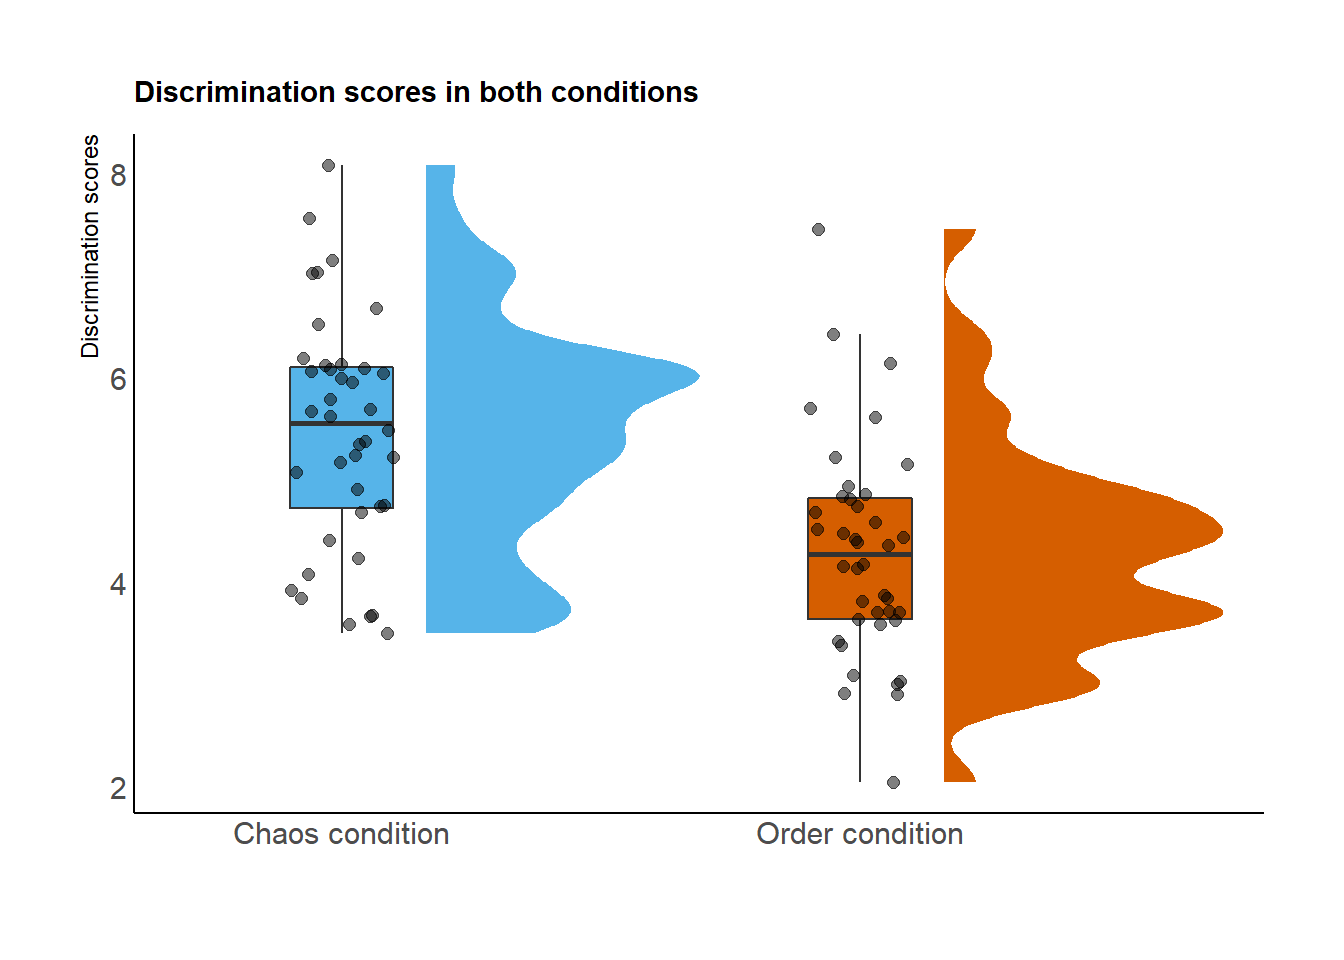 Discrimination scores in both conditions
Discrimination scores
8
6
4
2
Chaos condition
Order condition